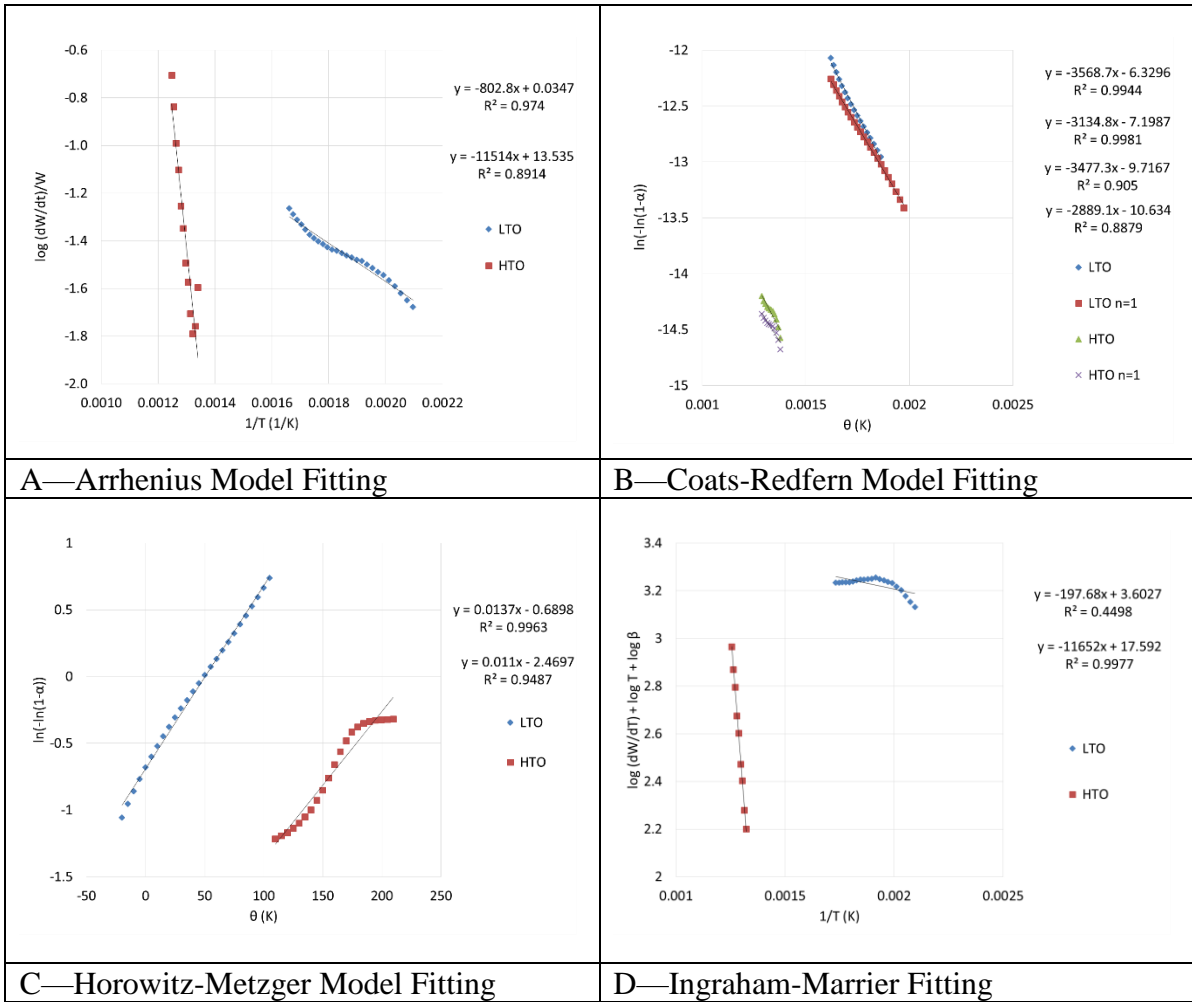 -0.6
-0.8
-1.0
-1.2
-1.4
-1.6
-1.8
-2.0
log (dW/dt)/W
0.0010 0.0012 0.0014 0.0016 0.0018 0.0020 0.0022
1/T (1/K)
y = -802.8x + 0.0347
R² = 0.974
y = -11514x + 13.535
R² = 0.8914
LTO
HTO
A—Arrhenius Model Fitting
-12
-12.5
-13
-13.5
-14
-14.5
-15
ln(-ln(1-α))
0.001 0.0015 0.002 0.0025
θ (K)
y = -3568.7x - 6.3296
R² = 0.9944
y = -3134.8x - 7.1987
R² = 0.9981
y = -3477.3x - 9.7167
R² = 0.905
y = -2889.1x - 10.634
R² = 0.8879
LTO
LTO n=1
HTO
HTO n=1
B—Coats-Redfern Model Fitting
1
0.5
0
-0.5
-1
-1.5
ln(-ln(1-α))
-50 0 50 100 150 200 250
θ (K)
y = 0.0137x - 0.6898
R² = 0.9963
y = 0.011x - 2.4697
R² = 0.9487
LTO
HTO
C—Horowitz-Metzger Model Fitting
3.4
3.2
3
2.8
2.6
2.4
2.2
2
log (dW/dT) + log T + log β
0.001 0.0015 0.002 0.0025
1/T (K)
y = -197.68x + 3.6027
R² = 0.4498
y = -11652x + 17.592
R² = 0.9977
LTO
HTO
D—Ingraham-Marrier Fitting